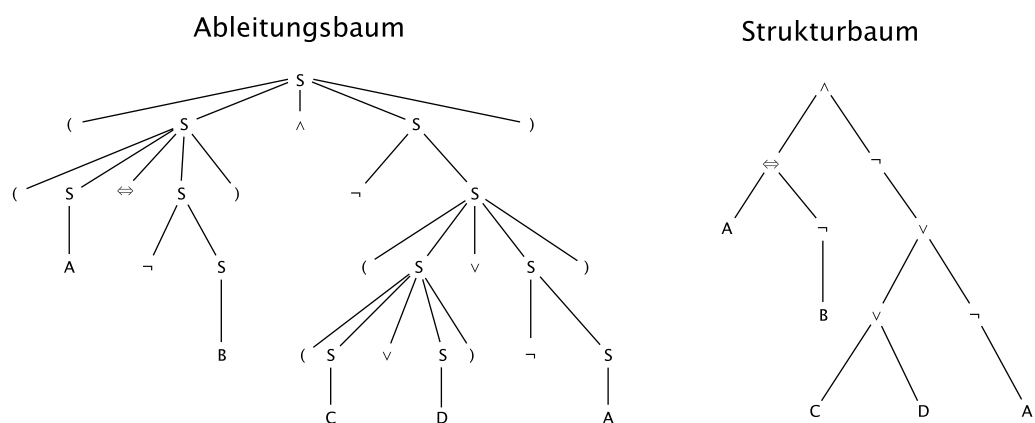 Ableitungsbaum
Strukturbaum
S
∧
( S ∧ S )
⇔ ¬
( S ⇔ S ) ¬ S
A ¬ ∨
A ¬ S ( S ∨ S )
B ∨ ¬
B ( S ∨ S ) ¬ S
C D A
C D A